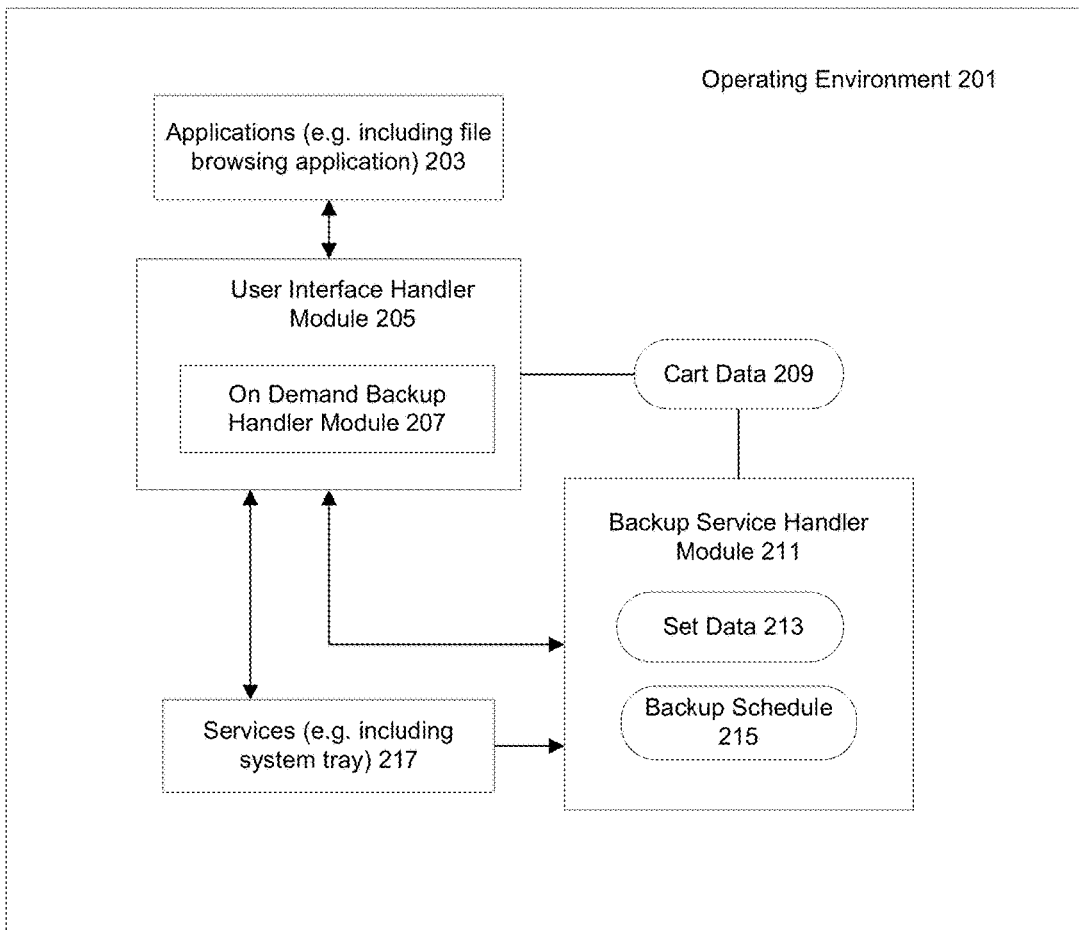 Operating Environment 201
Applications (e.g. including file
browsing application) 203
User Interface Handler
Module 205
On Demand Backup
Handler Module 207
Cart Data 209
Backup Service Handler
Module 211
Set Data 213
Backup Schedule
215
Services (e.g. including
system tray) 217